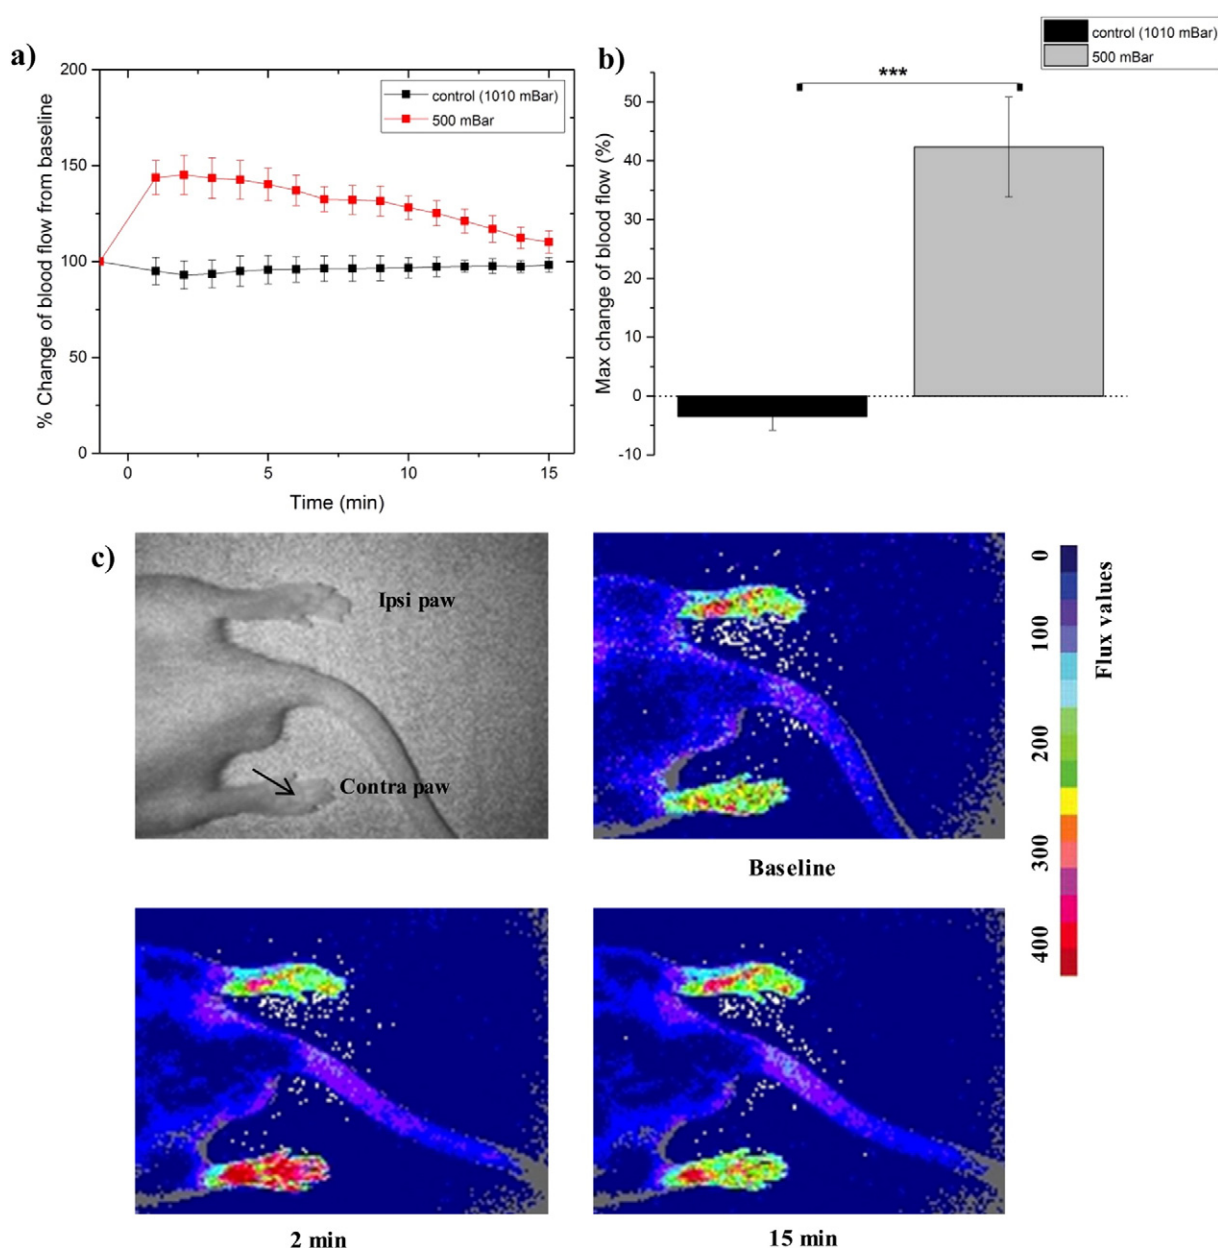 a)
200
150
100
50
0
% Change of blood flow from baseline
control (1010 mBar)
500 mBar
0
5
10
15
Time (min)
b)
control (1010 mBar)
500 mBar
***
50
40
30
20
10
0
-10
Max change of blood flow (%)
c)
Ipsi paw
Contra paw
Baseline
0
100
200
300
400
Flux values
2 min
15 min